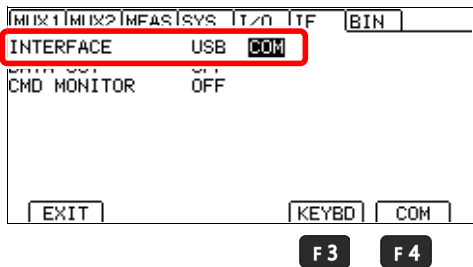 MUX1 MUX2 MEAS SYS I/O IF BIN
INTERFACE USB COM
CMD MONITOR OFF
EXIT KEYBD COM
F3 F4